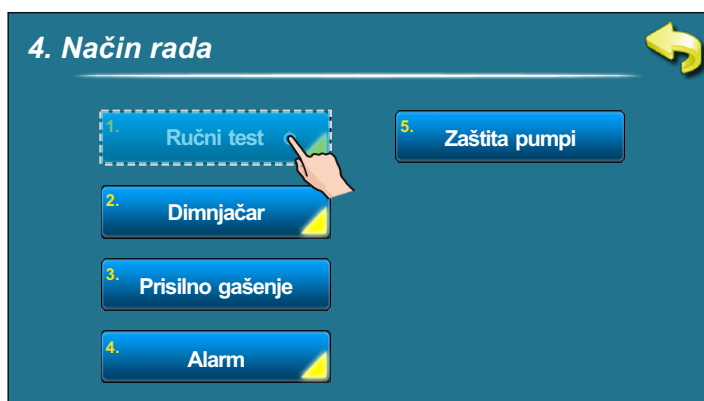 4. Način rada
1. Ručni test
2. Dimnjačar
3. Prisilno gašenje
4. Alarm
5. Zaštita pumpi